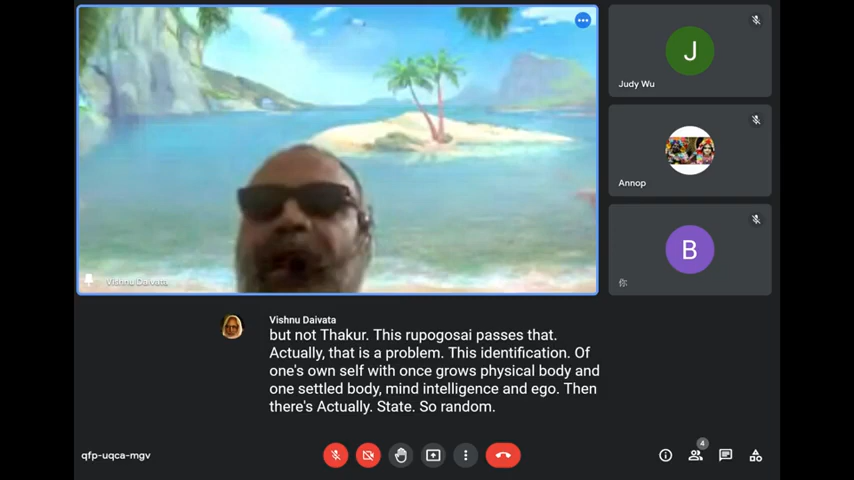 J
Judy Wu
Annop
B
你
Vishnu Daivata
Vishnu Daivata
but not Thakur. This rupogosai passes that.
Actually, that is a problem. This identification. Of
one's own self with once grows physical body and
one settled body, mind intelligence and ego. Then
there's Actually. State. So random.
qfp-uqca-mgv
4